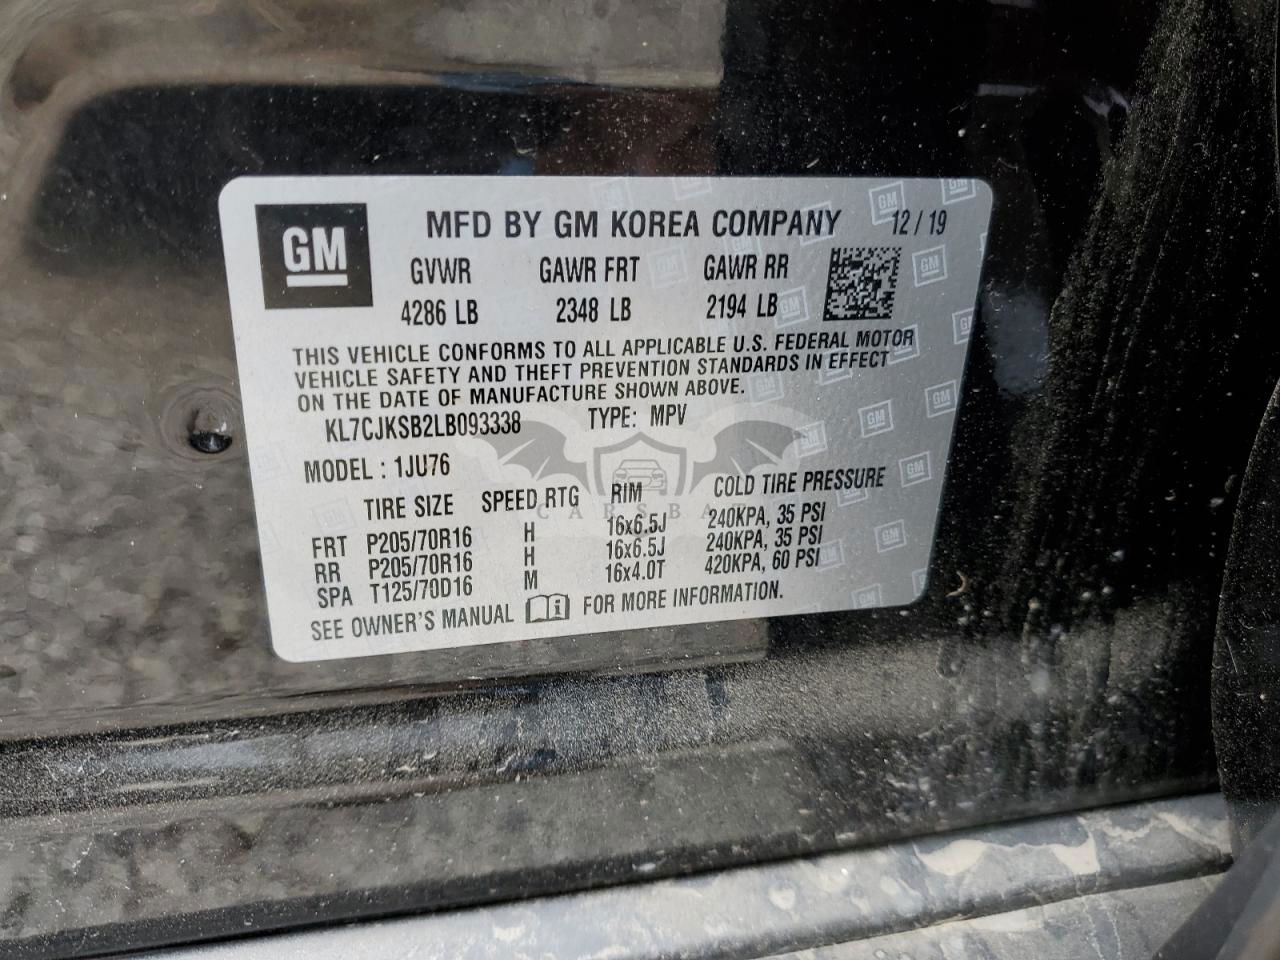 GM
MFD BY GM KOREA COMPANY 12 / 19
GVWR GAWR FRT GAWR RR
4286 LB 2348 LB 2194 LB
THIS VEHICLE CONFORMS TO ALL APPLICABLE U.S. FEDERAL MOTOR
VEHICLE SAFETY AND THEFT PREVENTION STANDARDS IN EFFECT
ON THE DATE OF MANUFACTURE SHOWN ABOVE.
KL7CJKSB2LB093338 TYPE: MPV
MODEL : 1JU76
TIRE SIZE SPEED RTG RIM COLD TIRE PRESSURE
FRT P205/70R16 H 16x6.5J 240KPA, 35 PSI
RR P205/70R16 H 16x6.5J 240KPA, 35 PSI
SPA T125/70D16 M 16x4.0T 420KPA, 60 PSI
SEE OWNER'S MANUAL FOR MORE INFORMATION.